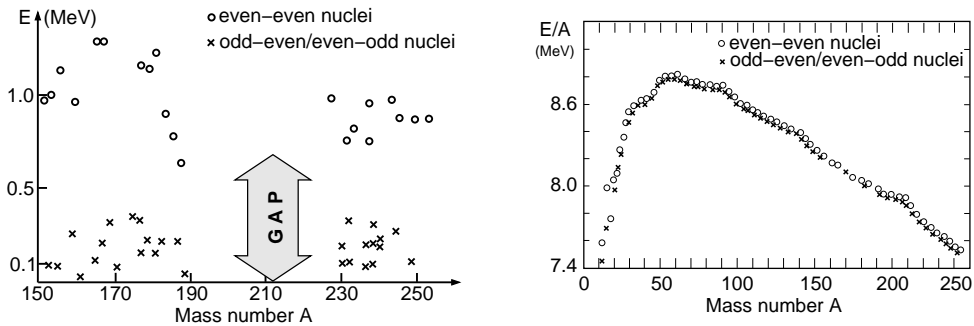 E (MeV)
even−even nuclei
odd−even/even−odd nuclei
1.0
0.5
0.1
GAP
150 170 190 210 230 250
Mass number A
E/A
(MeV)
even−even nuclei
odd−even/even−odd nuclei
8.6
8.0
7.4
0 50 100 150 200 250
Mass number A